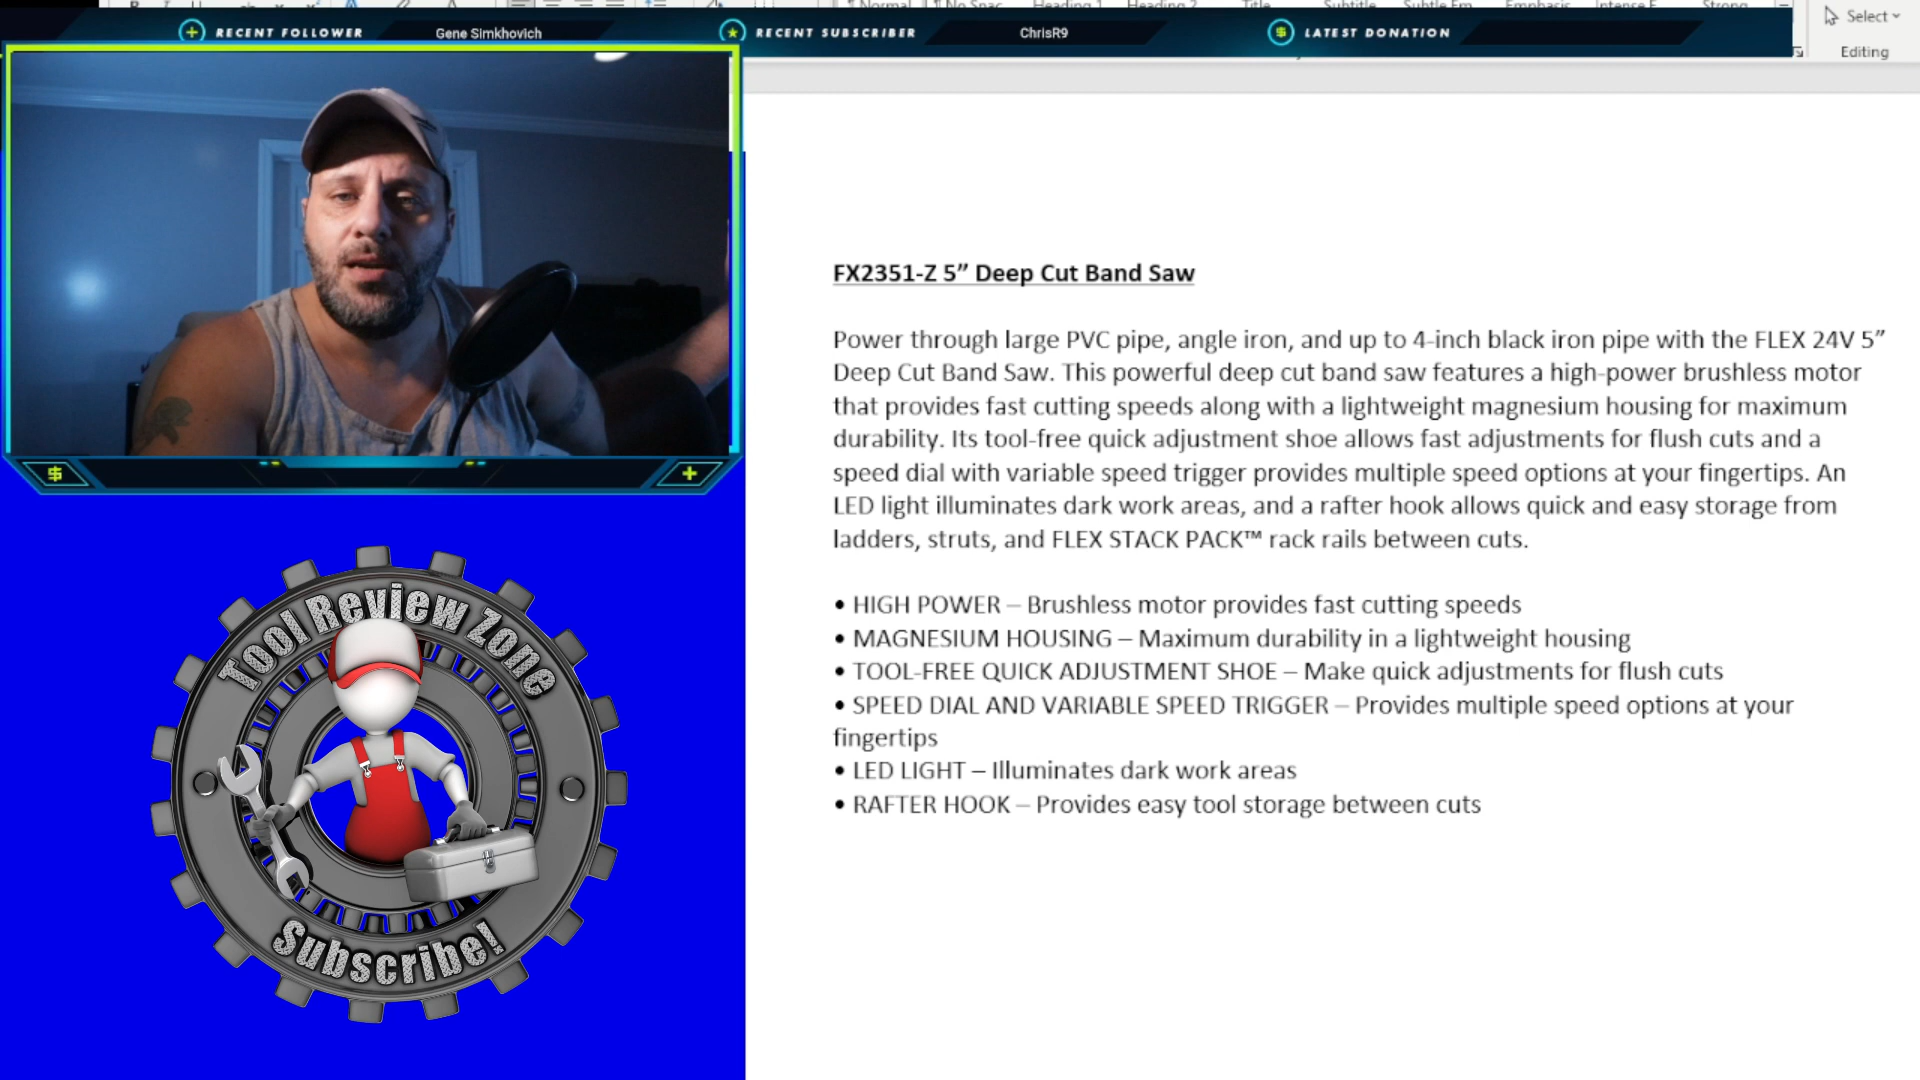 RECENT FOLLOWER
Gene Simkhovich
RECENT SUBSCRIBER
ChrisR9
LATEST DONATION
Select
Editing
FX2351-Z 5” Deep Cut Band Saw
Power through large PVC pipe, angle iron, and up to 4-inch black iron pipe with the FLEX 24V 5”
Deep Cut Band Saw. This powerful deep cut band saw features a high-power brushless motor
that provides fast cutting speeds along with a lightweight magnesium housing for maximum
durability. Its tool-free quick adjustment shoe allows fast adjustments for flush cuts and a
speed dial with variable speed trigger provides multiple speed options at your fingertips. An
LED light illuminates dark work areas, and a rafter hook allows quick and easy storage from
ladders, struts, and FLEX STACK PACK™ rack rails between cuts.
• HIGH POWER – Brushless motor provides fast cutting speeds
• MAGNESIUM HOUSING – Maximum durability in a lightweight housing
• TOOL-FREE QUICK ADJUSTMENT SHOE – Make quick adjustments for flush cuts
• SPEED DIAL AND VARIABLE SPEED TRIGGER – Provides multiple speed options at your
fingertips
• LED LIGHT – Illuminates dark work areas
• RAFTER HOOK – Provides easy tool storage between cuts
Tool Review Zone
Subscribe!